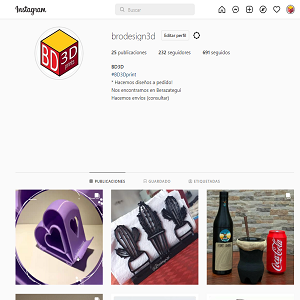 Instagram
Buscar
brodesign3d Editar perfil
25 publicaciones 232 seguidores 691 seguidos
BD3D
#BD3Dprint
* Hacemos diseños a pedido!
Nos encontramos en Berazategui
Hacemos envíos (consultar)
BD 3D
PUBLICACIONES GUARDADO ETIQUETADAS
Coca-Cola